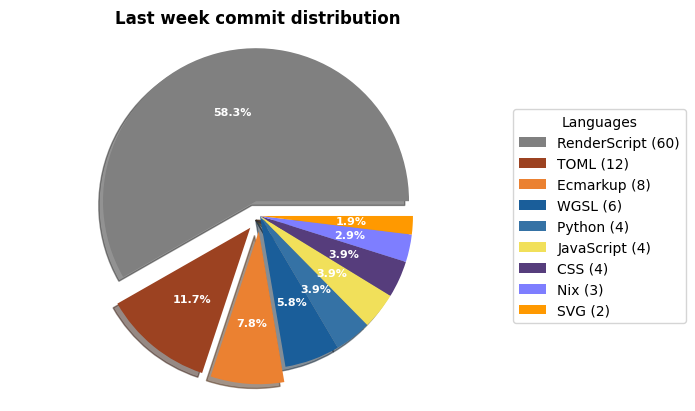 Last week commit distribution
58.3%
11.7%
7.8%
5.8%
3.9%
3.9%
3.9%
2.9%
1.9%
Languages
RenderScript (60)
TOML (12)
Ecmarkup (8)
WGSL (6)
Python (4)
JavaScript (4)
CSS (4)
Nix (3)
SVG (2)